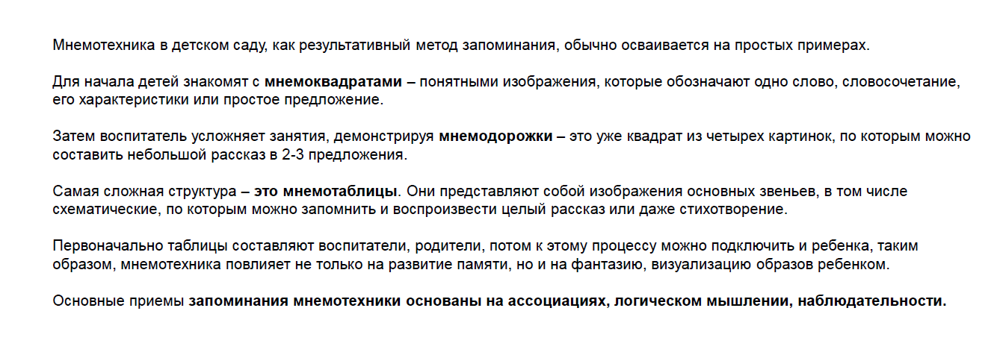 Мнемотехника в детском саду, как результативный метод запоминания, обычно осваивается на простых примерах.
Для начала детей знакомят с мнемоквадратами – понятными изображения, которые обозначают одно слово, словосочетание,
его характеристики или простое предложение.
Затем воспитатель усложняет занятия, демонстрируя мнемодорожки – это уже квадрат из четырех картинок, по которым можно
составить небольшой рассказ в 2-3 предложения.
Самая сложная структура – это мнемотаблицы. Они представляют собой изображения основных звеньев, в том числе
схематические, по которым можно запомнить и воспроизвести целый рассказ или даже стихотворение.
Первоначально таблицы составляют воспитатели, родители, потом к этому процессу можно подключить и ребенка, таким
образом, мнемотехника повлияет не только на развитие памяти, но и на фантазию, визуализацию образов ребенком.
Основные приемы запоминания мнемотехники основаны на ассоциациях, логическом мышлении, наблюдательности.